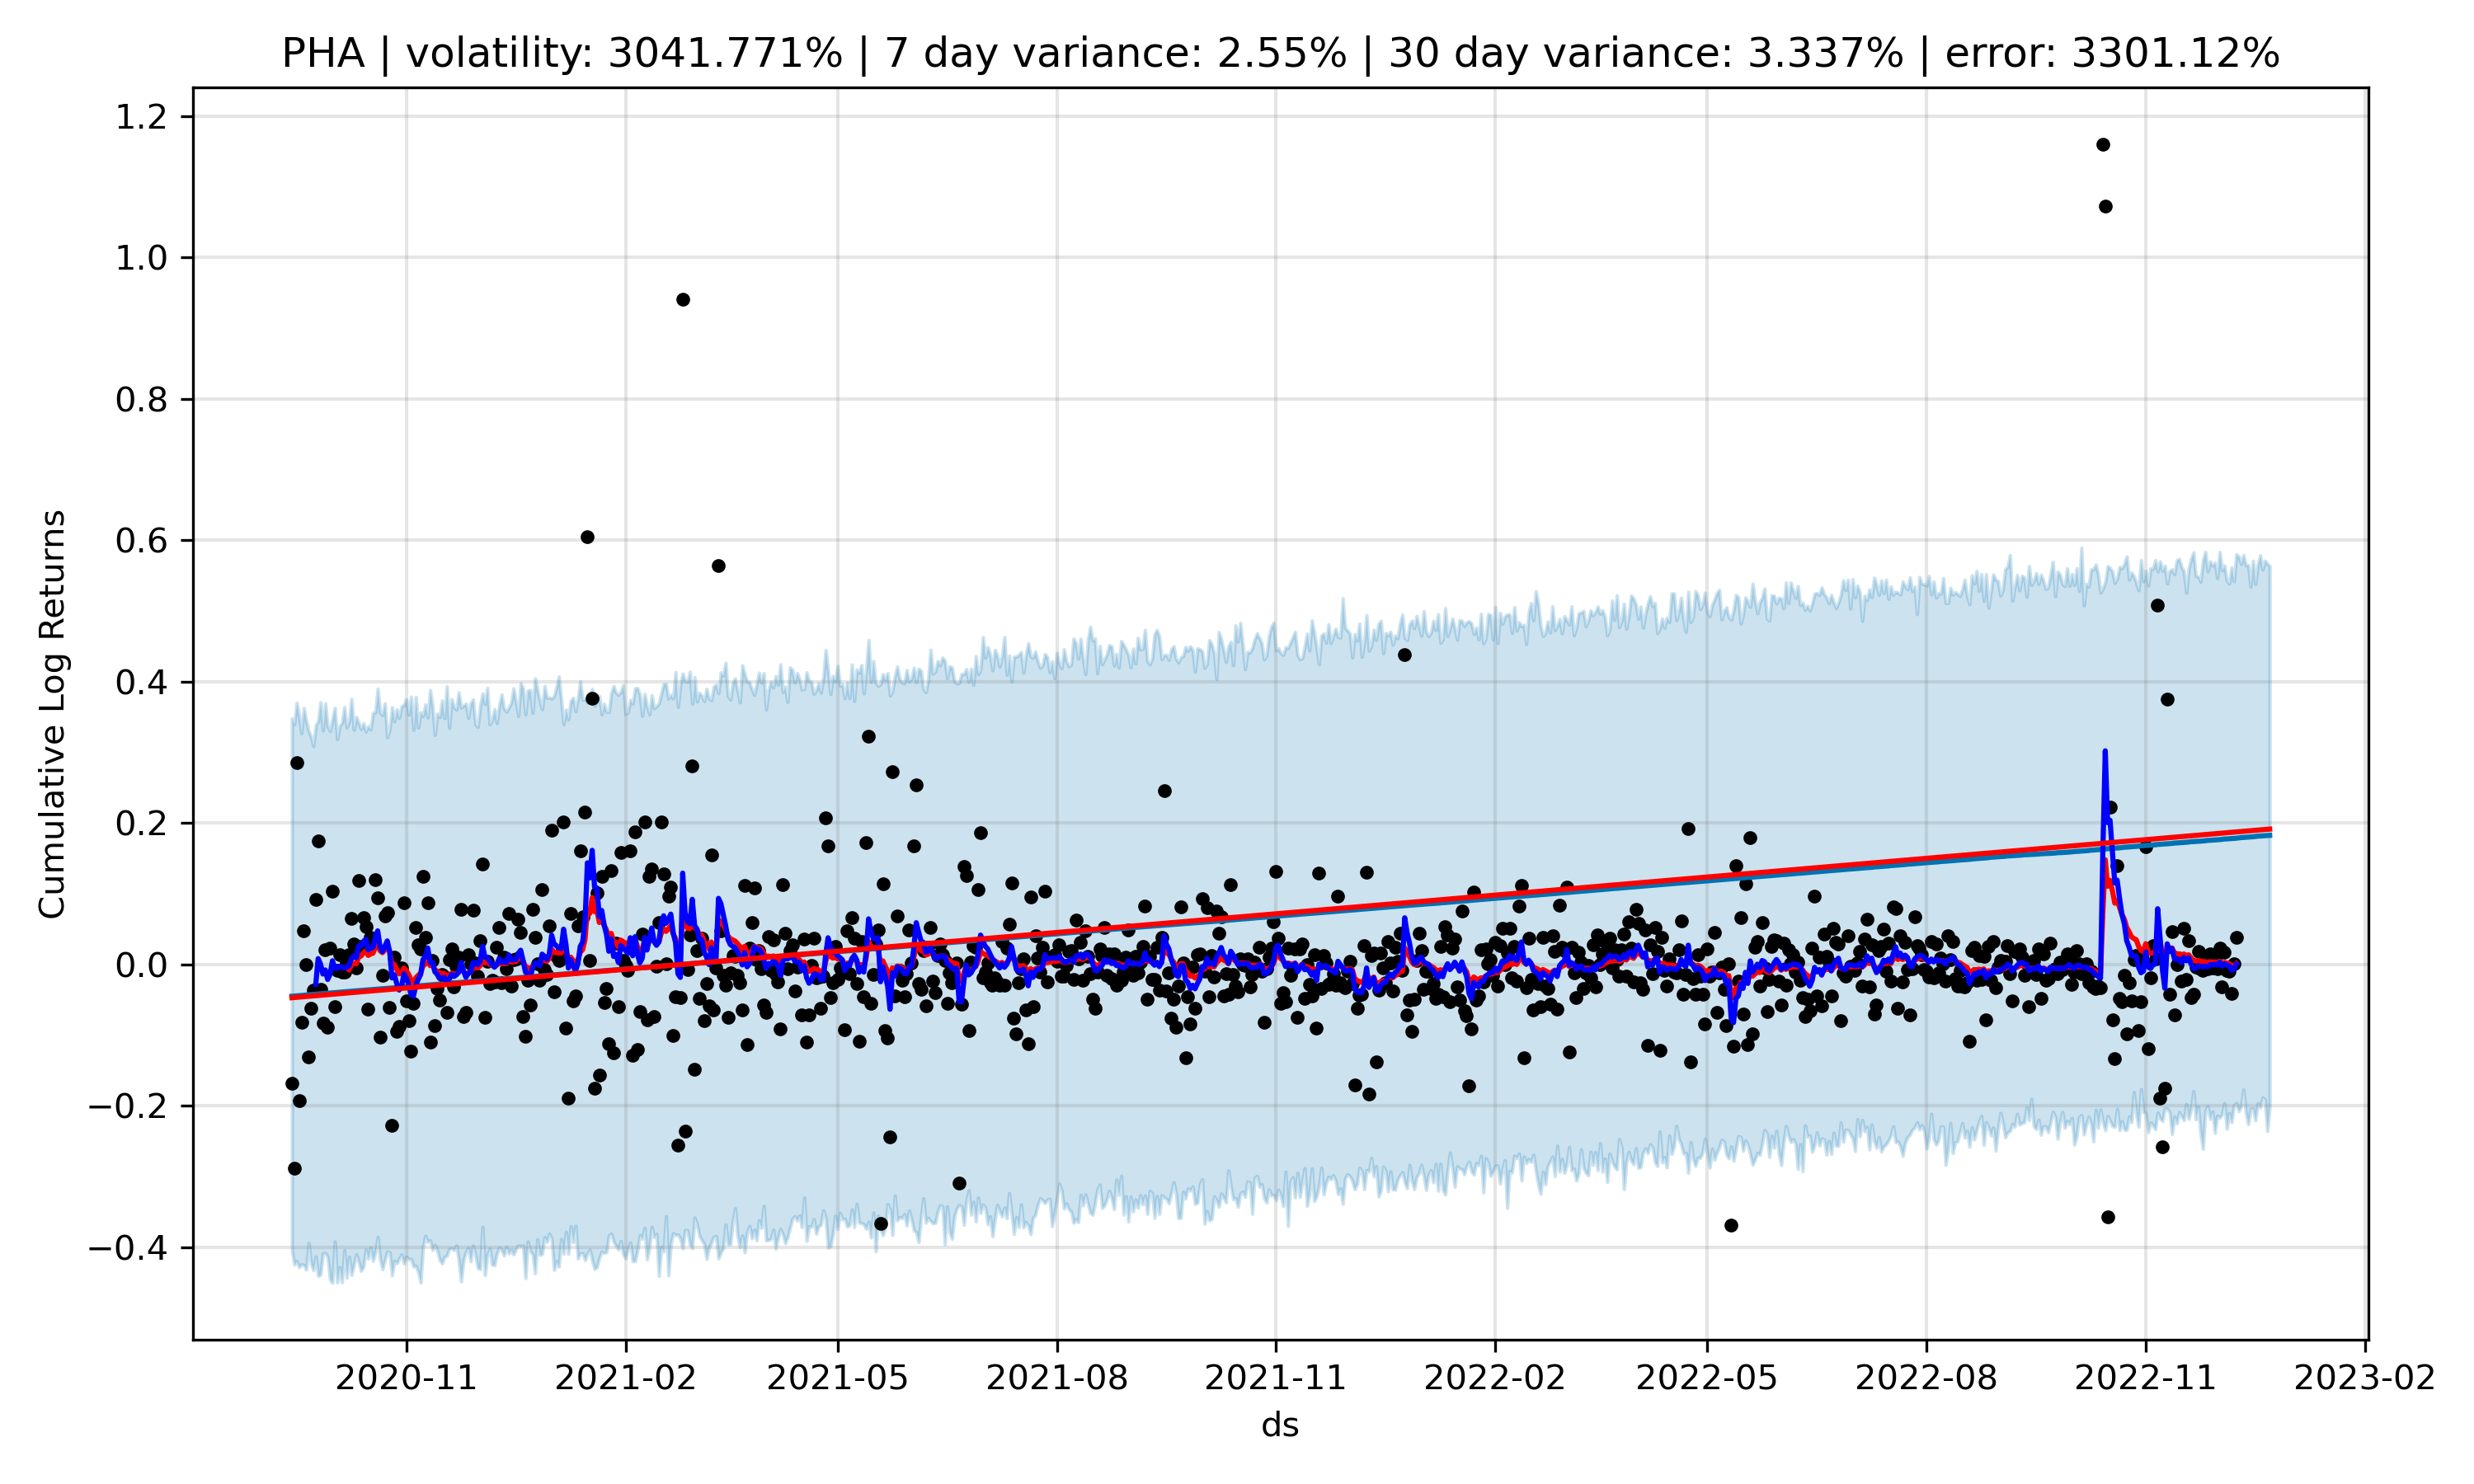 PHA | volatility: 3041.771% | 7 day variance: 2.55% | 30 day variance: 3.337% | error: 3301.12%
Cumulative Log Returns
1.2
1.0
0.8
0.6
0.4
0.2
0.0
−0.2
−0.4
2020-11 2021-02 2021-05 2021-08 2021-11 2022-02 2022-05 2022-08 2022-11 2023-02
ds